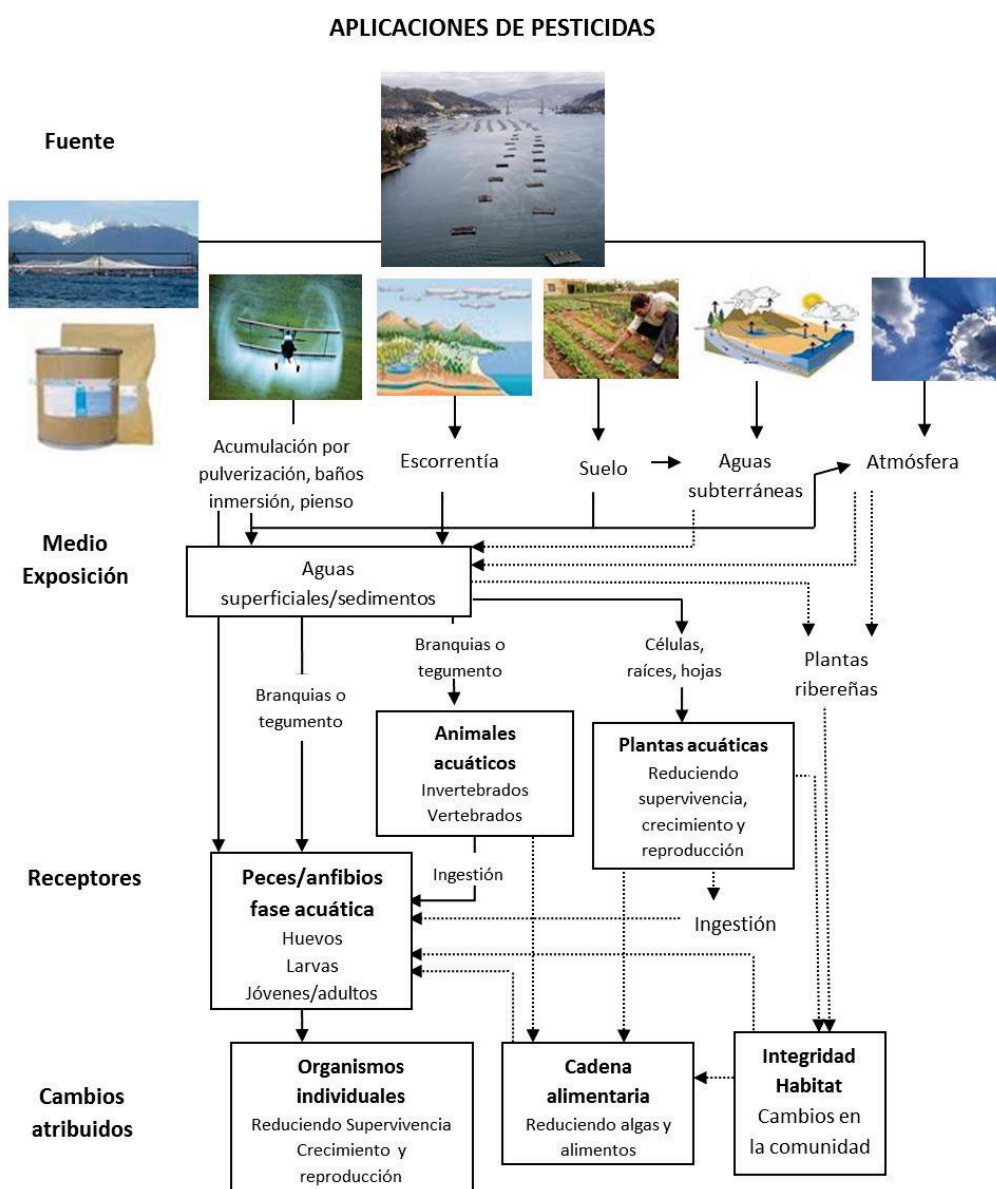 APLICACIONES DE PESTICIDAS
Fuente
Acumulación por
pulverización, baños
inmersión, pienso
Escorrentía
Suelo
Aguas
subterráneas
Atmósfera
Medio
Exposición
Aguas
superficiales/sedimentos
Branquias o
tegumento
Branquias o
tegumento
Células,
raíces, hojas
Plantas
ribereñas
Animales
acuáticos
Invertebrados
Vertebrados
Plantas acuáticas
Reduciendo
supervivencia,
crecimiento y
reproducción
Receptores
Peces/anfibios
fase acuática
Huevos
Larvas
Jóvenes/adultos
Ingestión
Ingestión
Cambios
atribuidos
Organismos
individuales
Reduciendo Supervivencia
Crecimiento y
reproducción
Cadena
alimentaria
Reduciendo algas y
alimentos
Integridad
Habitat
Cambios en
la comunidad